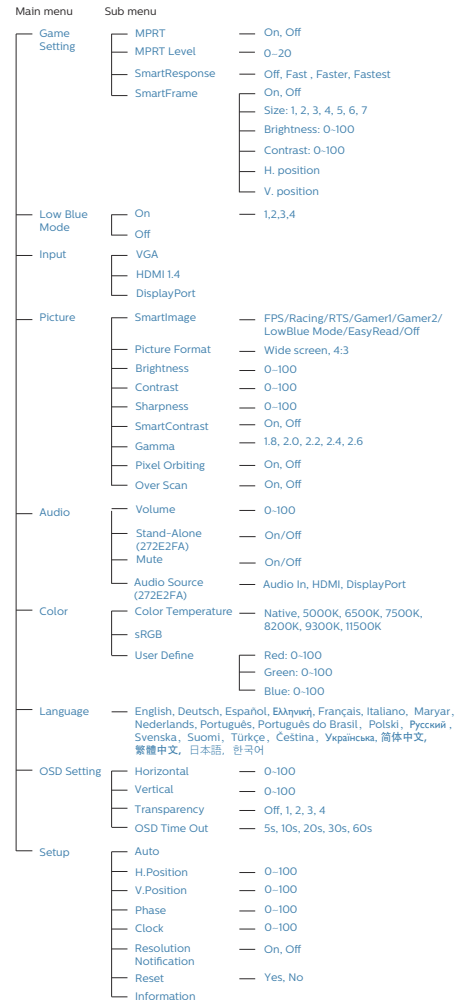 Main menu Sub menu
Game Setting
MPRT On, Off
MPRT Level 0–20
SmartResponse Off, Fast , Faster, Fastest
SmartFrame On, Off
Size: 1, 2, 3, 4, 5, 6, 7
Brightness: 0~100
Contrast: 0~100
H. position
V. position
Low Blue Mode
On 1,2,3,4
Off
Input
VGA
HDMI 1.4
DisplayPort
Picture
SmartImage FPS/Racing/RTS/Gamer1/Gamer2/
LowBlue Mode/EasyRead/Off
Picture Format Wide screen, 4:3
Brightness 0–100
Contrast 0–100
Sharpness 0–100
SmartContrast On, Off
Gamma 1.8, 2.0, 2.2, 2.4, 2.6
Pixel Orbiting On, Off
Over Scan On, Off
Audio
Volume 0~100
Stand-Alone
(272E2FA) On/Off
Mute On/Off
Audio Source
(272E2FA) Audio In, HDMI, DisplayPort
Color
Color Temperature Native, 5000K, 6500K, 7500K,
8200K, 9300K, 11500K
sRGB
User Define Red: 0~100
Green: 0~100
Blue: 0~100
Language English, Deutsch, Español, Ελληνική, Français, Italiano, Maryar,
Nederlands, Português, Português do Brasil, Polski, Русский ,
Svenska, Suomi, Türkçe, Čeština, Українська, 简体中文,
繁體中文, 日本語, 한국어
OSD Setting
Horizontal 0~100
Vertical 0~100
Transparency Off, 1, 2, 3, 4
OSD Time Out 5s, 10s, 20s, 30s, 60s
Setup
Auto
H.Position 0–100
V.Position 0–100
Phase 0–100
Clock 0–100
Resolution
Notification On, Off
Reset Yes, No
Information